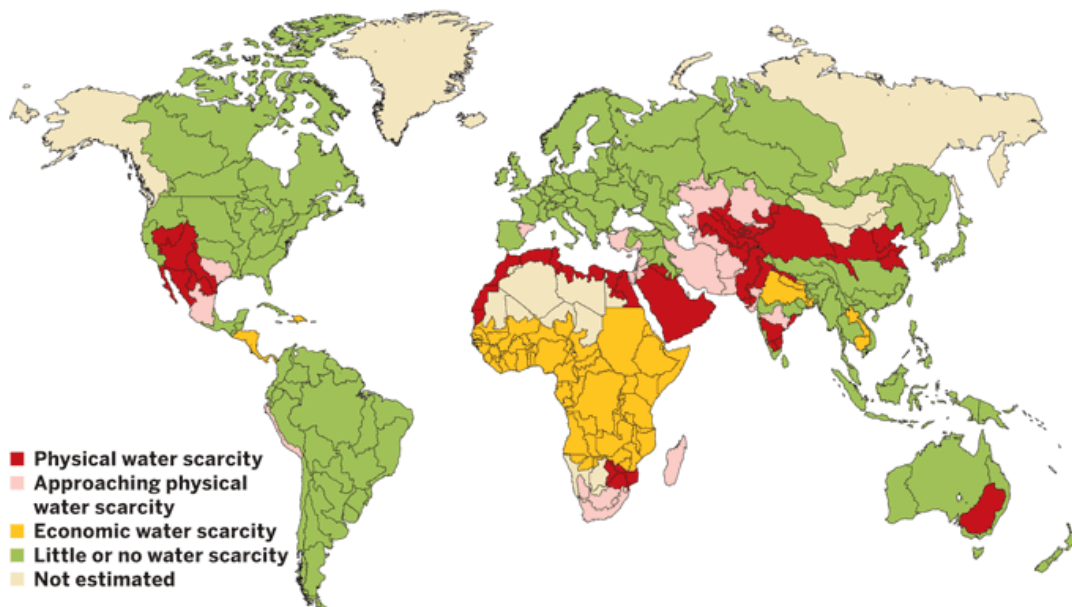 Physical water scarcity
Approaching physical
water scarcity
Economic water scarcity
Little or no water scarcity
Not estimated